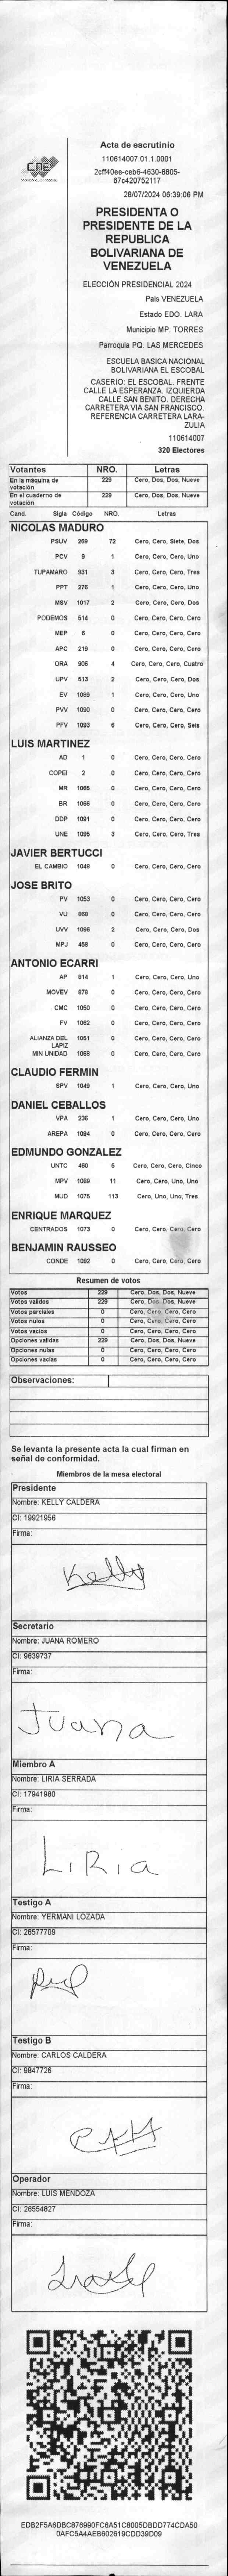 CNE
Acta de escrutinio
110614007.01.1.0001
2cff40ee-ceb6-4630-8805-
67c420752117
28/07/2024 06:39:06 PM
PRESIDENTA O
PRESIDENTE DE LA
REPUBLICA
BOLIVARIANA DE
VENEZUELA
ELECCIÓN PRESIDENCIAL 2024
País VENEZUELA
Estado EDO. LARA
Municipio MP. TORRES
Parroquia PQ. LAS MERCEDES
ESCUELA BASICA NACIONAL
BOLIVARIANA EL ESCOBAL
CASERIO: EL ESCOBAL. FRENTE
CALLE LA ESPERANZA. IZQUIERDA
CALLE SAN BENITO. DERECHA
CARRETERA VIA SAN FRANCISCO.
REFERENCIA CARRETERA LARA-
ZULIA
110614007
320 Electores
Votantes NRO. Letras
En la máquina de votación 229 Cero, Dos, Dos, Nueve
En el cuaderno de votación 229 Cero, Dos, Dos, Nueve
Cand. Sigla Código NRO. Letras
NICOLAS MADURO
PSUV 269 72 Cero, Cero, Siete, Dos
PCV 9 1 Cero, Cero, Cero, Uno
TUPAMARO 931 3 Cero, Cero, Cero, Tres
PPT 276 1 Cero, Cero, Cero, Uno
MSV 1017 2 Cero, Cero, Cero, Dos
PODEMOS 514 0 Cero, Cero, Cero, Cero
MEP 6 0 Cero, Cero, Cero, Cero
APC 219 0 Cero, Cero, Cero, Cero
ORA 906 4 Cero, Cero, Cero, Cuatro
UPV 513 2 Cero, Cero, Cero, Dos
EV 1089 1 Cero, Cero, Cero, Uno
PVV 1090 0 Cero, Cero, Cero, Cero
PFV 1093 6 Cero, Cero, Cero, Seis
LUIS MARTINEZ
AD 1 0 Cero, Cero, Cero, Cero
COPEI 2 0 Cero, Cero, Cero, Cero
MR 1065 0 Cero, Cero, Cero, Cero
BR 1066 0 Cero, Cero, Cero, Cero
DDP 1091 0 Cero, Cero, Cero, Cero
UNE 1095 3 Cero, Cero, Cero, Tres
JAVIER BERTUCCI
EL CAMBIO 1048 0 Cero, Cero, Cero, Cero
JOSE BRITO
PV 1053 0 Cero, Cero, Cero, Cero
VU 869 0 Cero, Cero, Cero, Cero
UVV 1096 2 Cero, Cero, Cero, Dos
MPJ 459 0 Cero, Cero, Cero, Cero
ANTONIO ECARRI
AP 814 1 Cero, Cero, Cero, Uno
MOVEV 878 0 Cero, Cero, Cero, Cero
CMC 1050 0 Cero, Cero, Cero, Cero
FV 1062 0 Cero, Cero, Cero, Cero
ALIANZA DEL LAPIZ 1051 0 Cero, Cero, Cero, Cero
MIN UNIDAD 1068 0 Cero, Cero, Cero, Cero
CLAUDIO FERMIN
SPV 1049 1 Cero, Cero, Cero, Uno
DANIEL CEBALLOS
VPA 236 1 Cero, Cero, Cero, Uno
AREPA 1094 0 Cero, Cero, Cero, Cero
EDMUNDO GONZALEZ
UNTC 460 5 Cero, Cero, Cero, Cinco
MPV 1069 11 Cero, Cero, Uno, Uno
MUD 1075 113 Cero, Uno, Uno, Tres
ENRIQUE MARQUEZ
CENTRADOS 1073 0 Cero, Cero, Cero, Cero
BENJAMIN RAUSSEO
CONDE 1092 0 Cero, Cero, Cero, Cero
Resumen de votos
Votos 229 Cero, Dos, Dos, Nueve
Votos validos 229 Cero, Dos, Dos, Nueve
Votos parciales 0 Cero, Cero, Cero, Cero
Votos nulos 0 Cero, Cero, Cero, Cero
Votos vacios 0 Cero, Cero, Cero, Cero
Opciones validas 229 Cero, Dos, Dos, Nueve
Opciones nulas 0 Cero, Cero, Cero, Cero
Opciones vacias 0 Cero, Cero, Cero, Cero
Observaciones:
Se levanta la presente acta la cual firman en
señal de conformidad.
Miembros de la mesa electoral
Presidente
Nombre: KELLY CALDERA
CI: 19921956
Firma:
Kelly
Secretario
Nombre: JUANA ROMERO
CI: 9639737
Firma:
Juana
Miembro A
Nombre: LIRIA SERRADA
CI: 17941980
Firma:
LiRia
Testigo A
Nombre: YERMANI LOZADA
CI: 26577709
Firma:
Testigo B
Nombre: CARLOS CALDERA
CI: 9847726
Firma:
Operador
Nombre: LUIS MENDOZA
CI: 26554827
Firma:
EDB2F5A6DBC876990FC6A51C8005DBDD774CDA50
0AFC5A4AEB602619CDD39D09